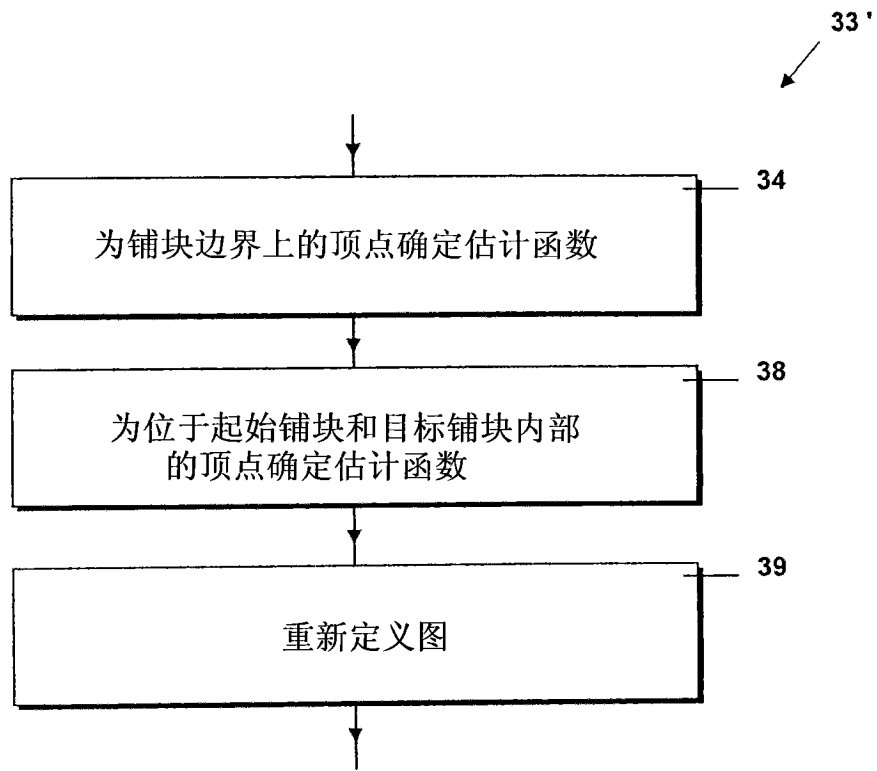 33 '
34
为铺块边界上的顶点确定估计函数
38
为位于起始铺块和目标铺块内部
的顶点确定估计函数
39
重新定义图